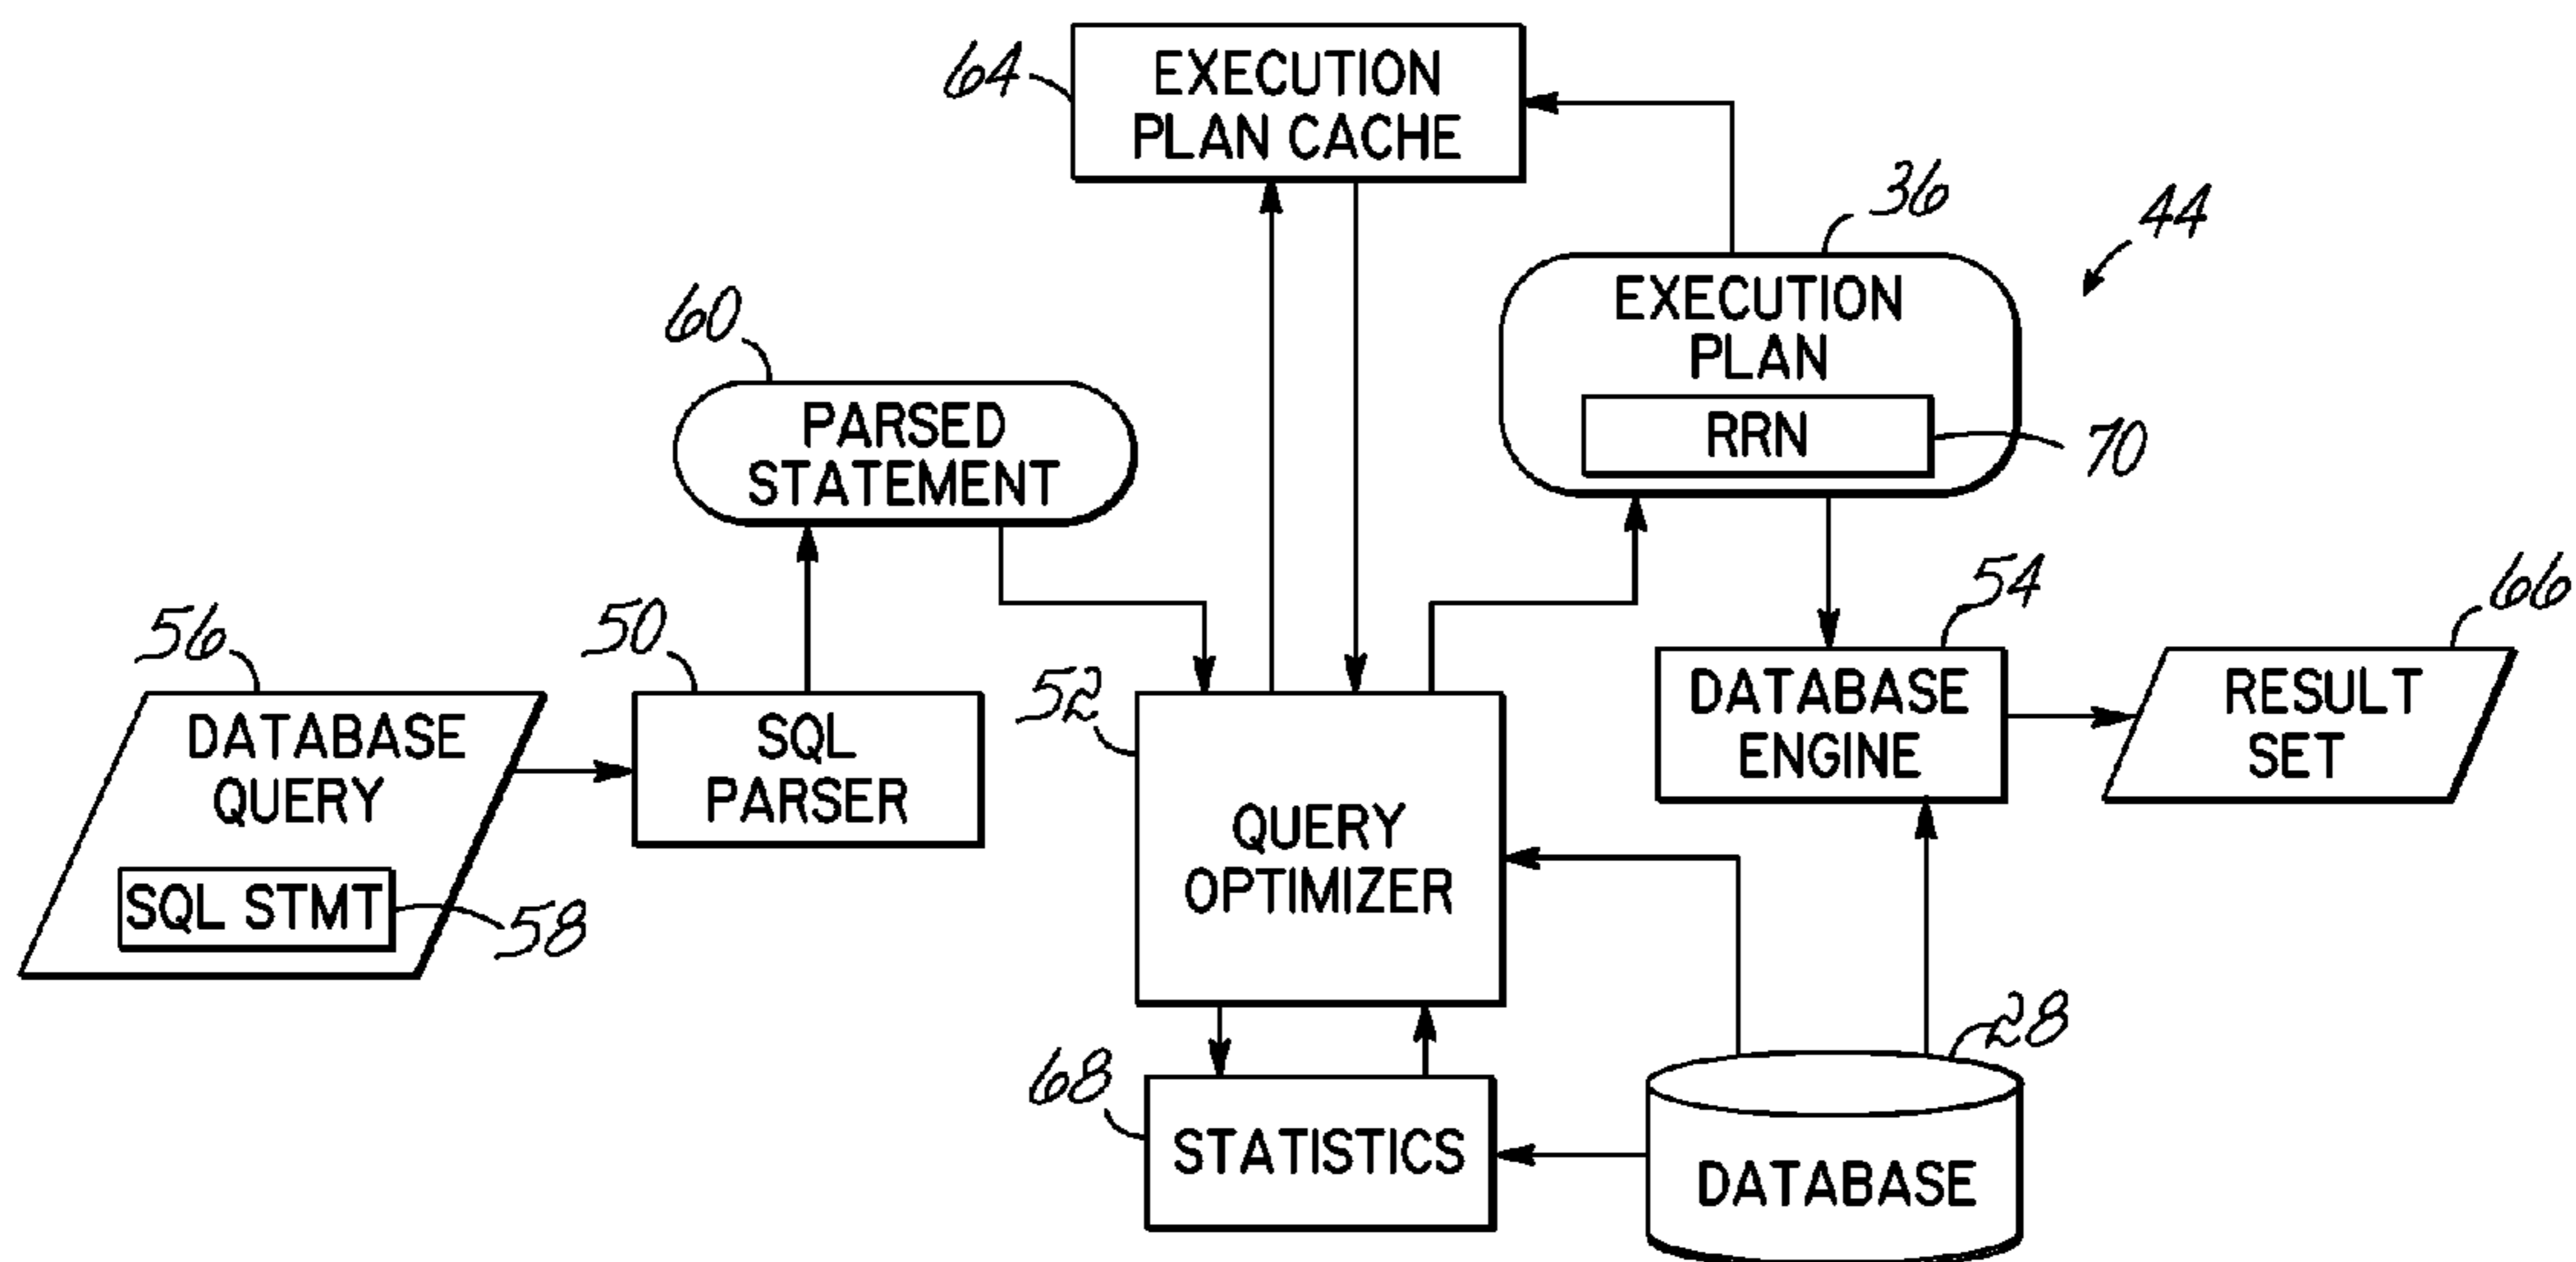 64
EXECUTION
PLAN CACHE
36
44
EXECUTION
PLAN
RRN
70
60
PARSED
STATEMENT
56
DATABASE
QUERY
SQL STMT
58
50
SQL
PARSER
52
QUERY
OPTIMIZER
54
DATABASE
ENGINE
66
RESULT
SET
68
STATISTICS
28
DATABASE